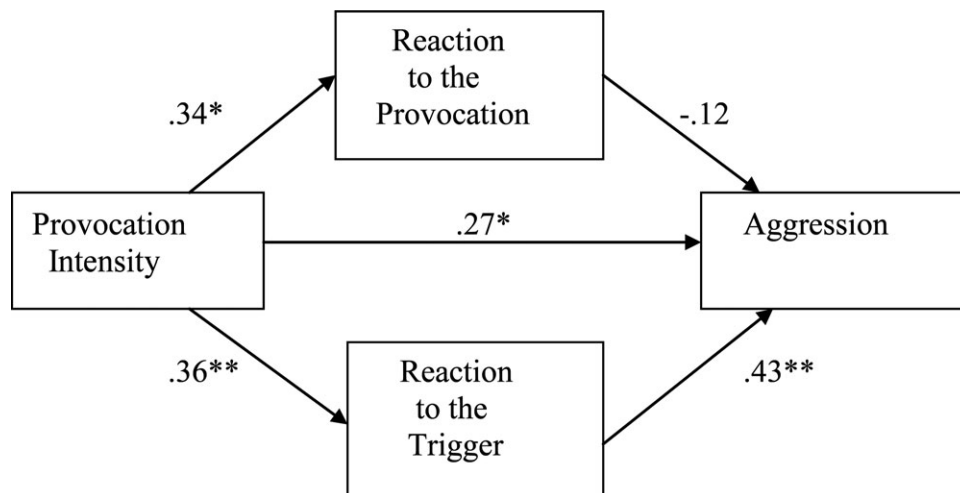 Reaction
to the
Provocation
.34*
-.12
Provocation
Intensity
.27*
Aggression
.36**
Reaction
to the
Trigger
.43**